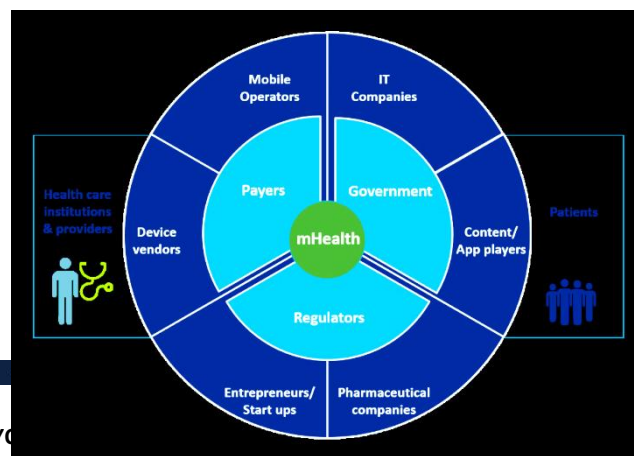 Mobile
Operators
IT
Companies
Payers
Government
Health care
institutions
& providers
Device
vendors
mHealth
Content/
App players
Patients
Regulators
Entrepreneurs/
Start ups
Pharmaceutical
companies